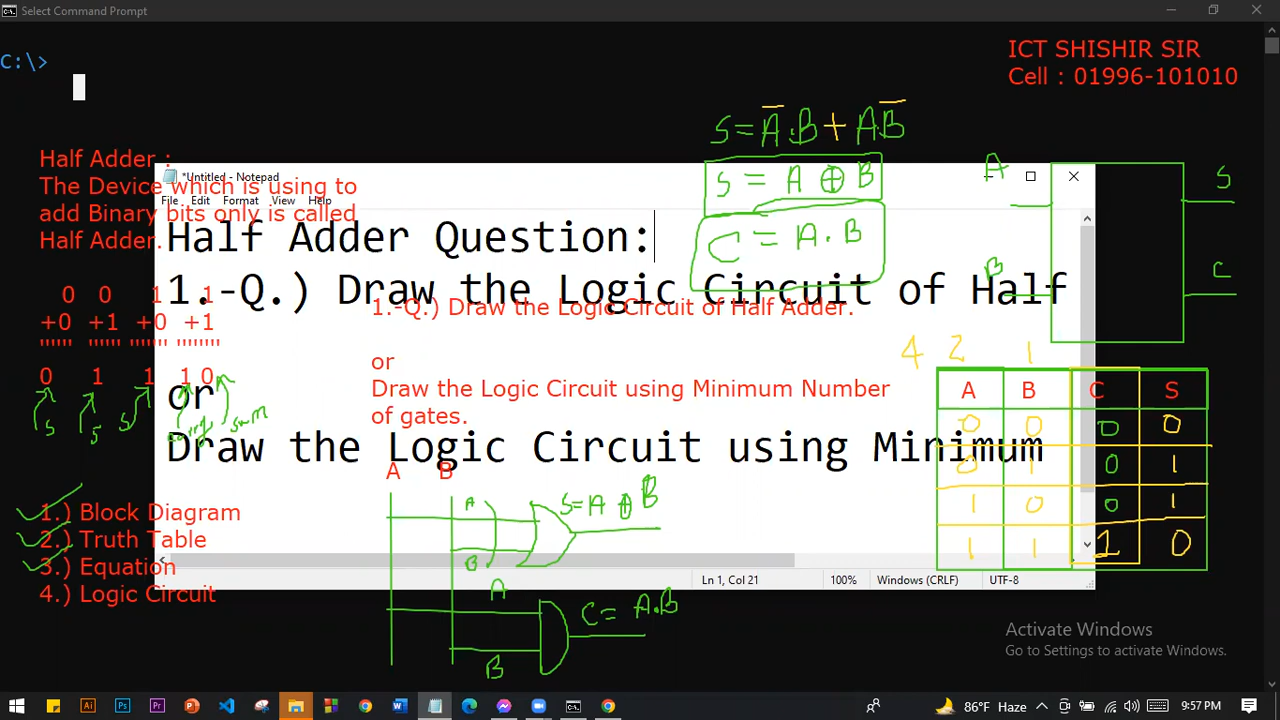 Select Command Prompt
C:\>
ICT SHISHIR SIR
Cell : 01996-101010
S = A̅.B + AB̅
S = A ⊕ B
C = A.B
Half Adder :
The Device which is using to
add Binary bits only is called
Half Adder.
*Untitled - Notepad
File Edit Format View Help
Half Adder Question:
1.-Q.) Draw the Logic Circuit of Half
or
Draw the Logic Circuit using Minimum
A
B
S
C
0 0 1 1
+0 +1 +0 +1
'''''' '''''' ''''''' ''''''''
0 1 1 10
S S S carry sum
1.-Q.) Draw the Logic Circuit of Half Adder.
or
Draw the Logic Circuit using Minimum Number
of gates.
4 2 1
A B C S
0 0 0 0
0 1 0 1
1 0 0 1
1 1 1 0
1.) Block Diagram
2.) Truth Table
3.) Equation
4.) Logic Circuit
A B
A
B
S = A ⊕ B
A
B
C = A.B
Ln 1, Col 21 100% Windows (CRLF) UTF-8
Activate Windows
Go to Settings to activate Windows.
86°F Haze 9:57 PM